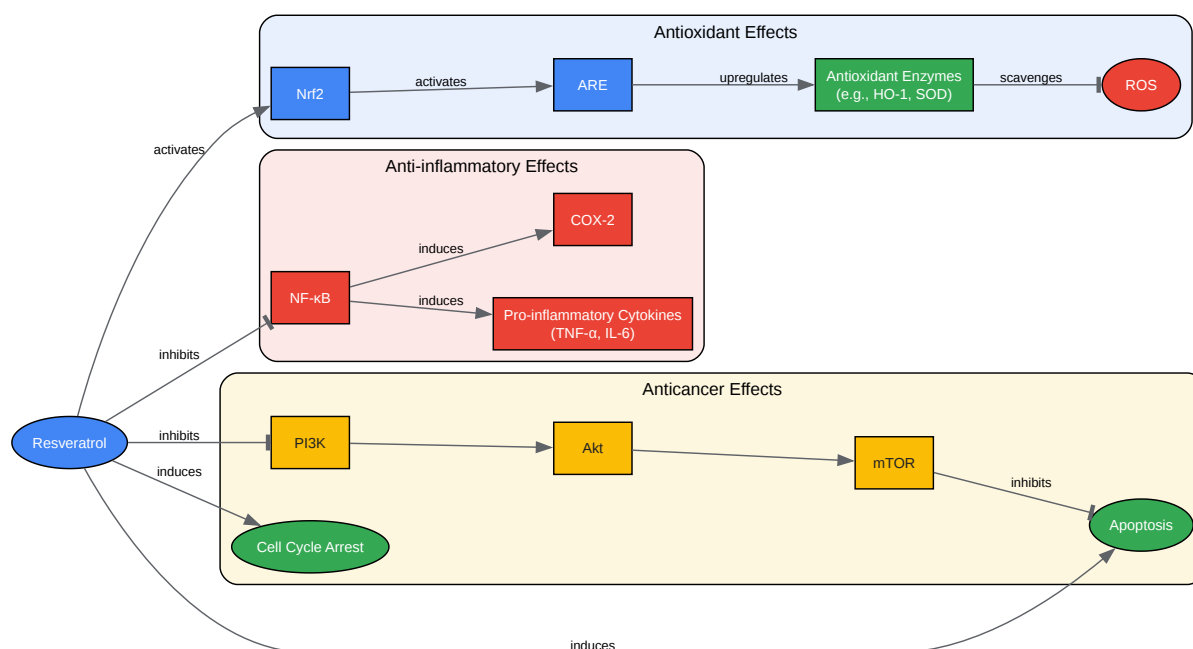 Antioxidant Effects
Nrf2
activates
ARE
upregulates
Antioxidant Enzymes
(e.g., HO-1, SOD)
scavenges
ROS
activates
Anti-inflammatory Effects
COX-2
induces
NF-κB
induces
Pro-inflammatory Cytokines
(TNF-α, IL-6)
inhibits
Anticancer Effects
Resveratrol
inhibits
PI3K
Akt
mTOR
inhibits
Apoptosis
induces
Cell Cycle Arrest
induces